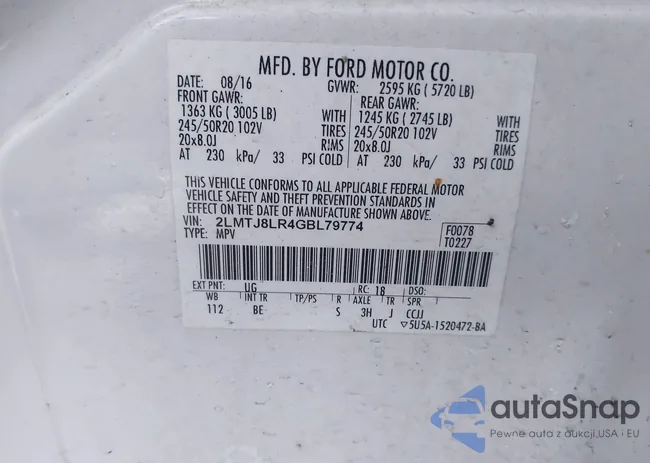 MFD. BY FORD MOTOR CO.
DATE: 08/16 GVWR: 2595 KG ( 5720 LB)
FRONT GAWR: REAR GAWR:
1363 KG ( 3005 LB) WITH 1245 KG ( 2745 LB) WITH
245/50R20 102V TIRES 245/50R20 102V TIRES
20x8.0J RIMS 20x8.0J RIMS
AT 230 kPa/ 33 PSI COLD AT 230 kPa/ 33 PSI COLD
THIS VEHICLE CONFORMS TO ALL APPLICABLE FEDERAL MOTOR
VEHICLE SAFETY AND THEFT PREVENTION STANDARDS IN
EFFECT ON THE DATE OF MANUFACTURE SHOWN ABOVE.
VIN: 2LMTJ8LR4GBL79774 F0078
TYPE: MPV T0227
EXT PNT: UG RC: 18 DSO:
WB INT TR TP/PS R AXLE TR SPR
112 BE S 3H J CCJJ
UTC ▽5U5A-1520472-BA
autaSnap
Pewne auta z aukcji USA i EU